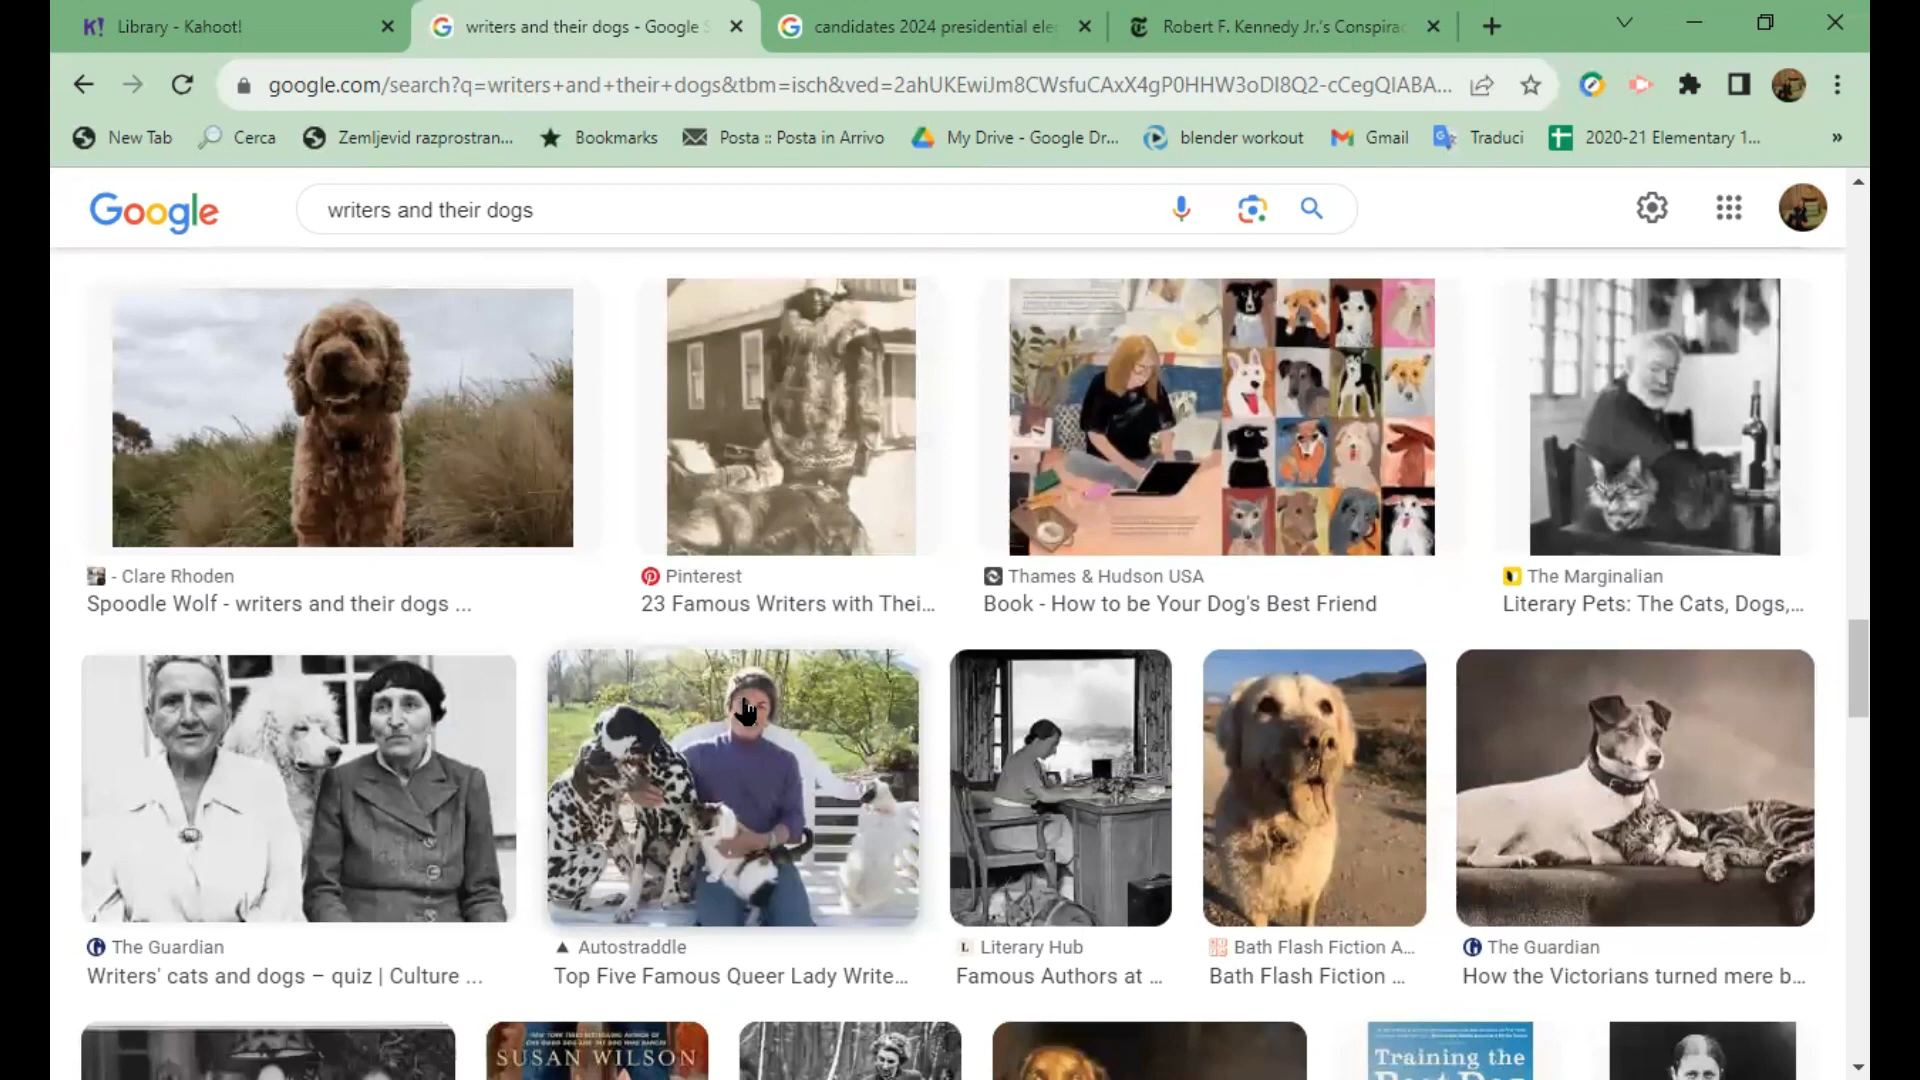 K! Library - Kahoot!
writers and their dogs - Google S
candidates 2024 presidential ele
Robert F. Kennedy Jr.'s Conspirac
google.com/search?q=writers+and+their+dogs&tbm=isch&ved=2ahUKEwiJm8CWsfuCAxX4gP0HHW3oDI8Q2-cCegQIABA...
New Tab
Cerca
Zemljevid razprostran...
Bookmarks
Posta :: Posta in Arrivo
My Drive - Google Dr...
blender workout
Gmail
Traduci
2020-21 Elementary 1...
»
Google
writers and their dogs
- Clare Rhoden
Spoodle Wolf - writers and their dogs ...
Pinterest
23 Famous Writers with Thei...
Thames & Hudson USA
Book - How to be Your Dog's Best Friend
The Marginalian
Literary Pets: The Cats, Dogs,...
The Guardian
Writers' cats and dogs – quiz | Culture ...
Autostraddle
Top Five Famous Queer Lady Write...
L Literary Hub
Famous Authors at ...
Bath Flash Fiction A...
Bath Flash Fiction ...
The Guardian
How the Victorians turned mere b...
SUSAN WILSON
Training the